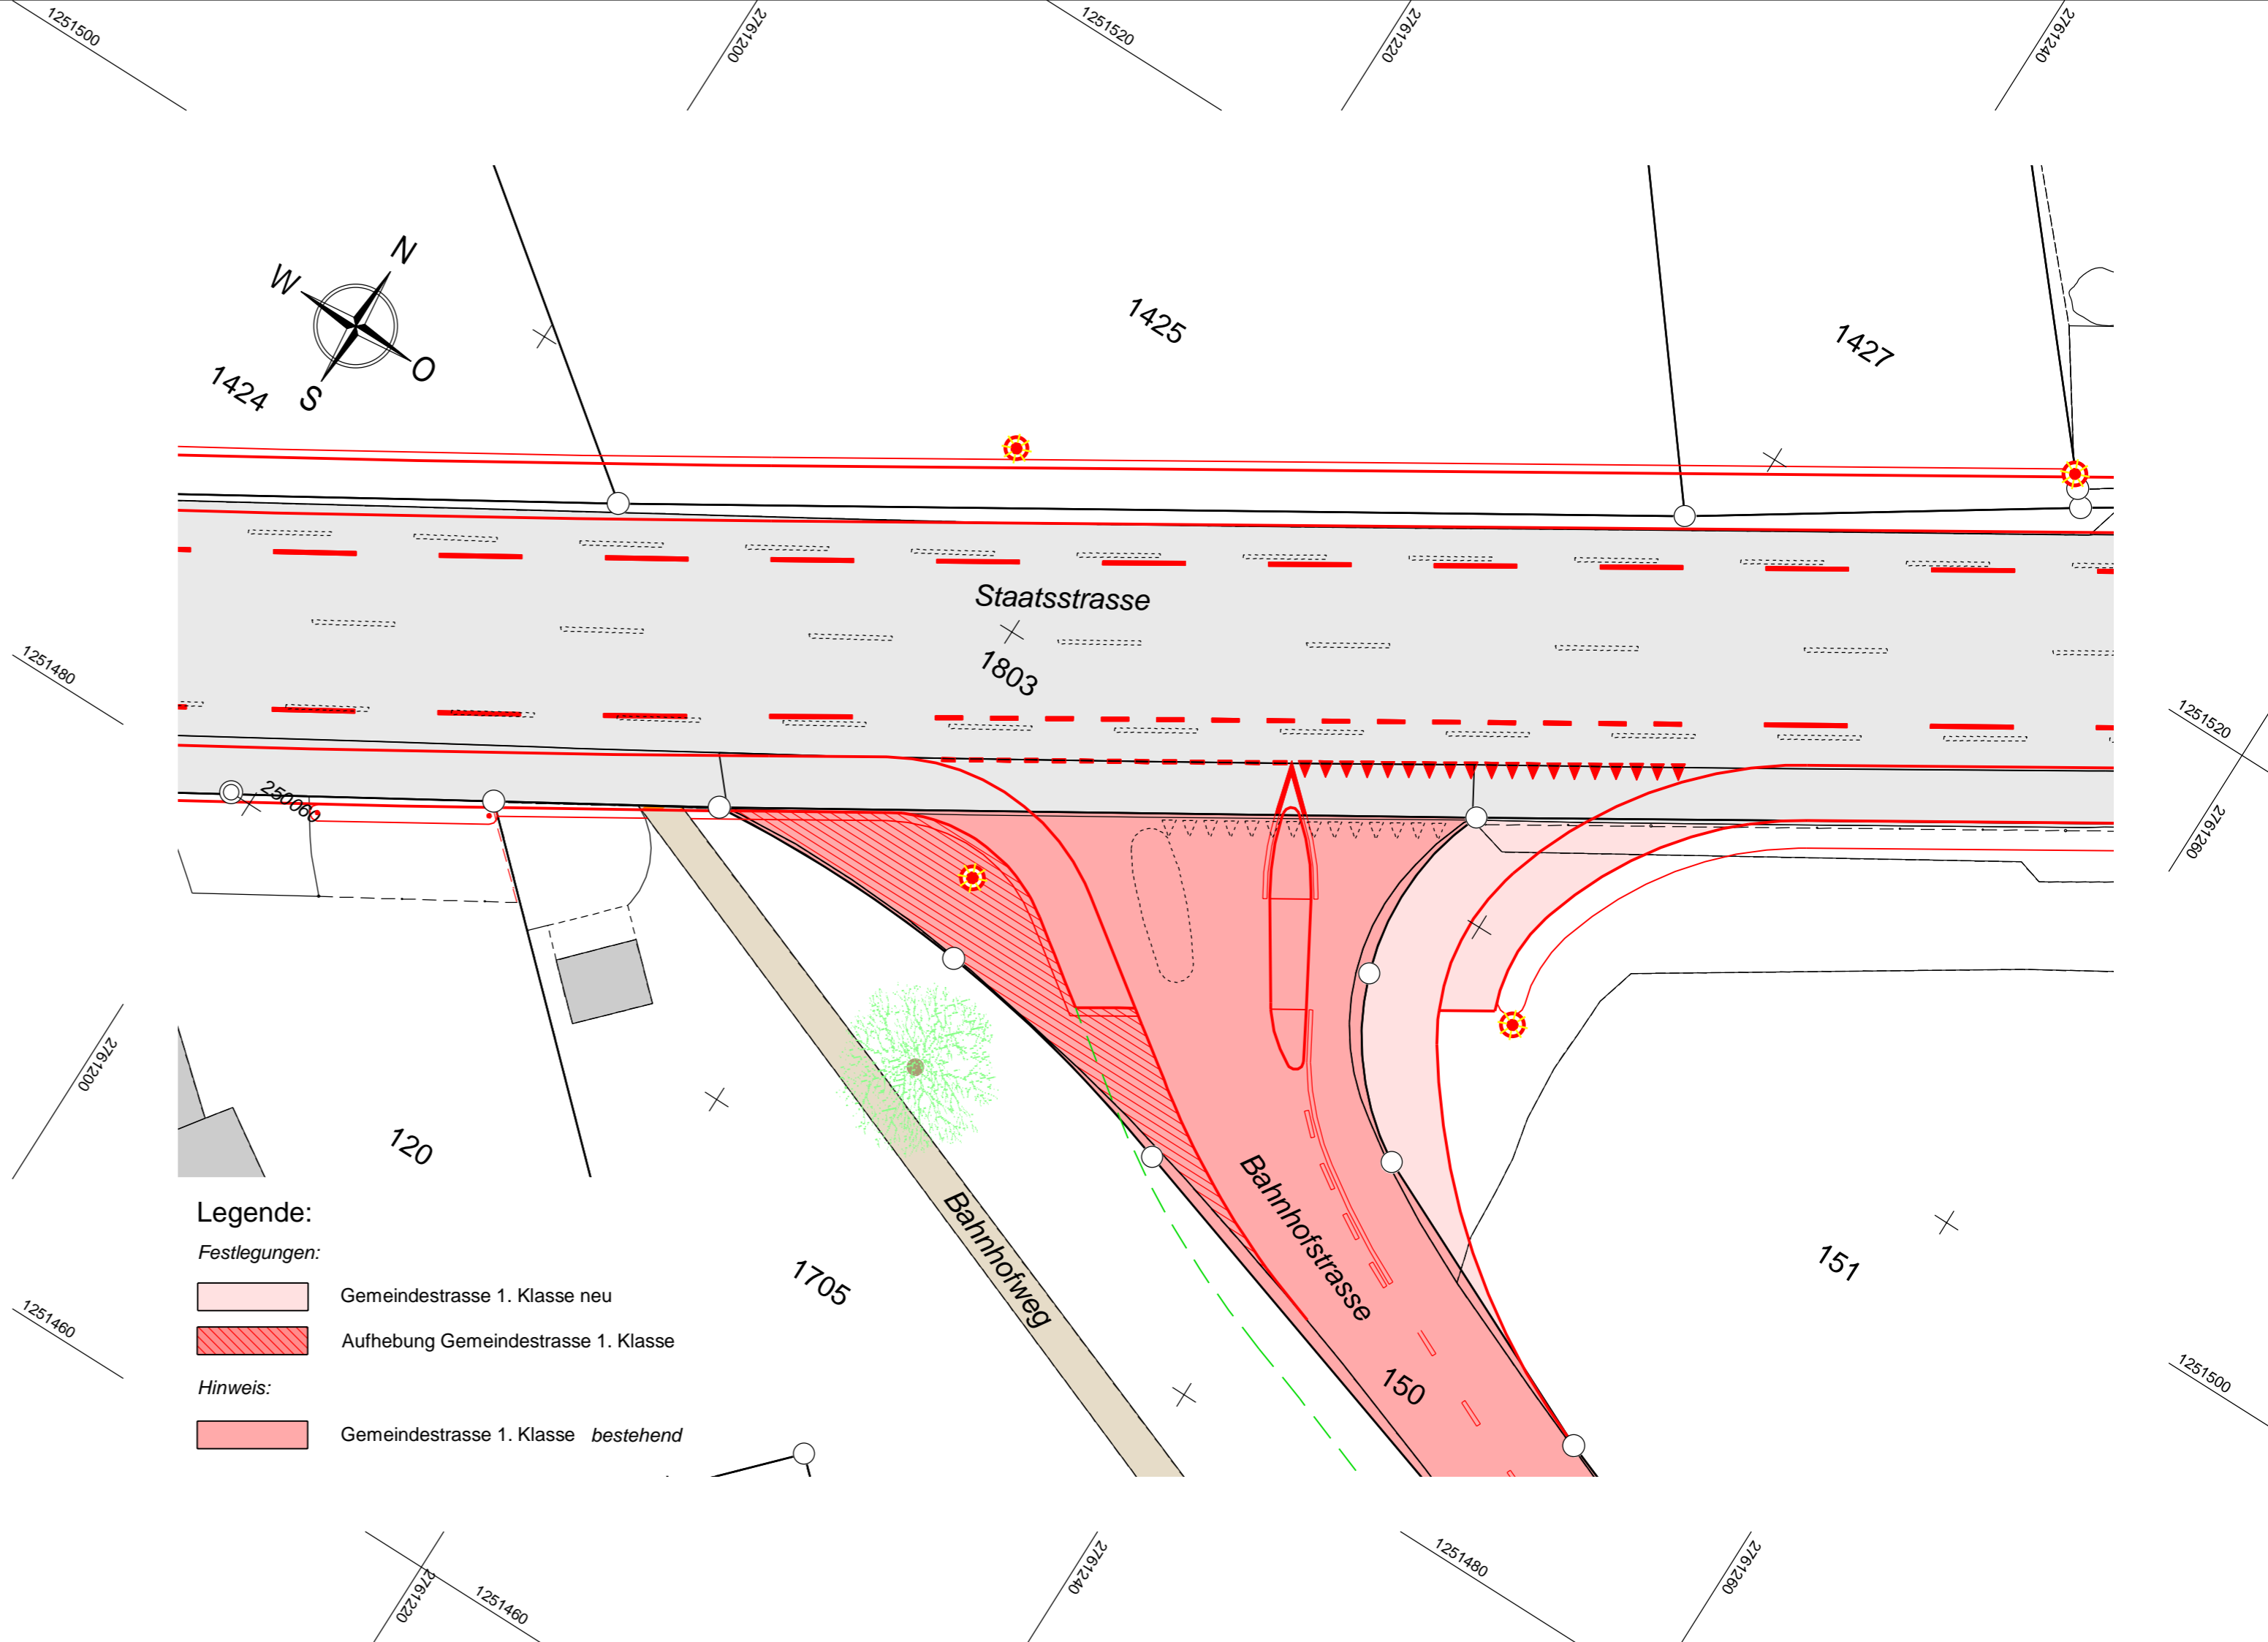 1251500
2761200
1251520
2761220
2761240
N
W
O
S
1424
1425
1427
Staatsstrasse
1803
1251480
1251520
250060
2761260
2761200
120
Bahnhofweg
Bahnhofstrasse
1705
151
150
Legende:
Festlegungen:
Gemeindestrasse 1. Klasse neu
Aufhebung Gemeindestrasse 1. Klasse
Hinweis:
Gemeindestrasse 1. Klasse bestehend
1251460
1251500
2761220
1251460
2761240
1251480
2761260